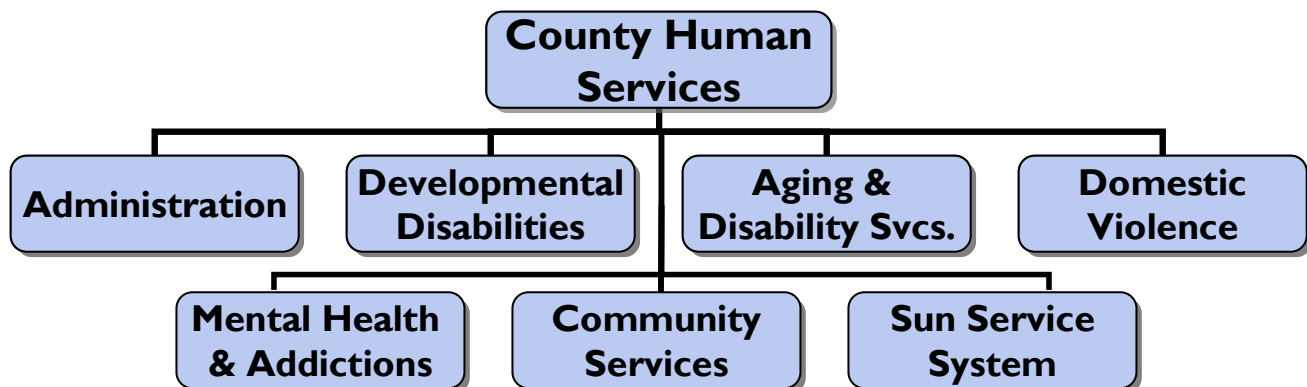 County Human
Services
Administration
Developmental
Disabilities
Aging &
Disability Svcs.
Domestic
Violence
Mental Health
& Addictions
Community
Services
Sun Service
System